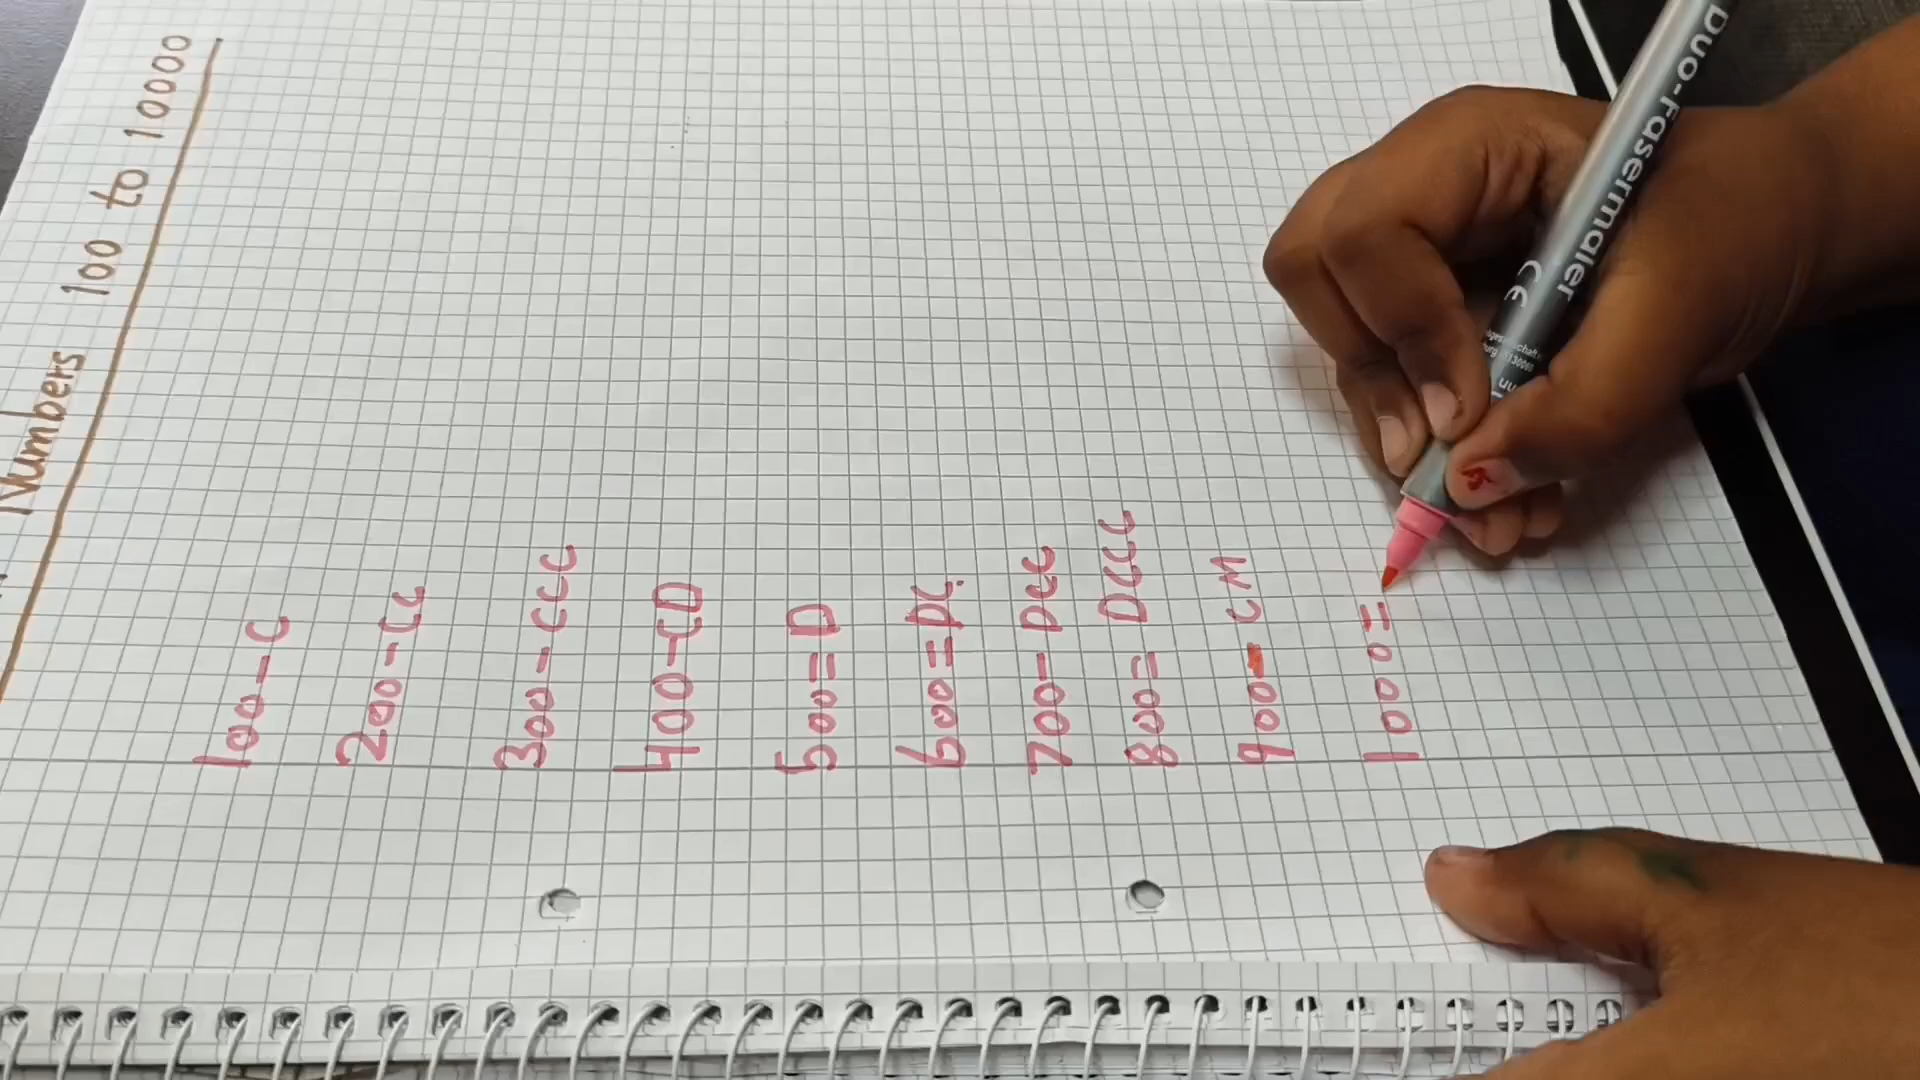 Numbers 100 to 10000
100-C
200-CC
300-CCC
400-CD
500=D
600=DC.
700-DCC
800=DCCC
900-CM
1000=
Duo-Fasermaler
CE